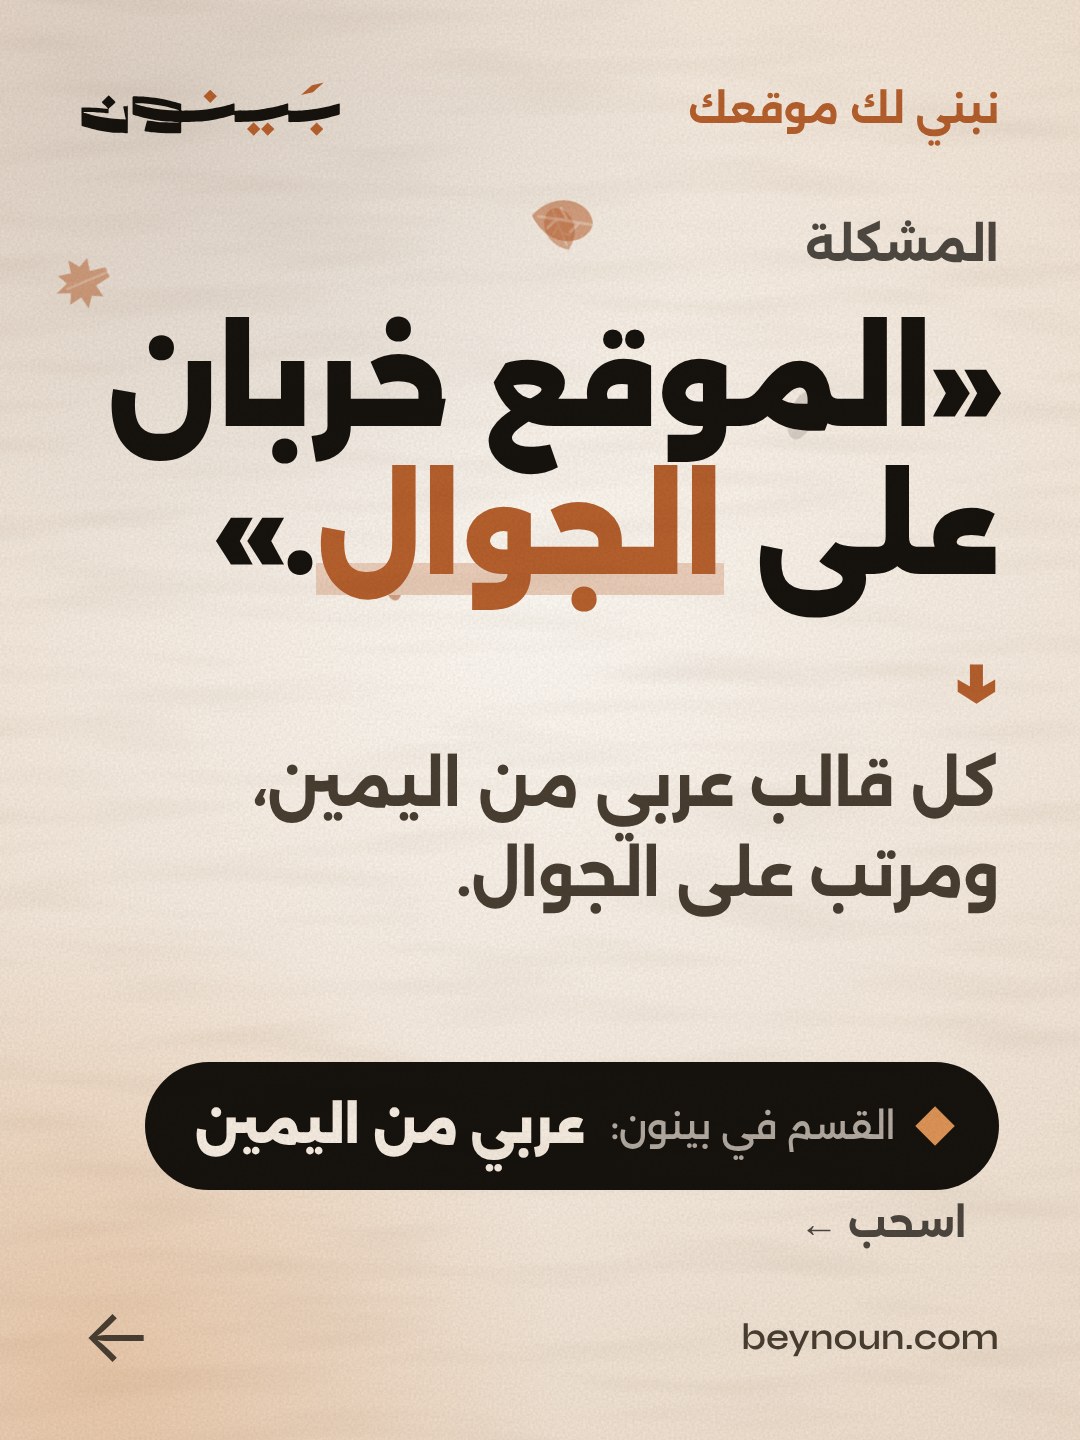 نبني لك موقعك
بَينون
المشكلة
«الموقع خربان
على الجوال.»
كل قالب عربي من اليمين،
ومرتب على الجوال.
القسم في بينون: عربي من اليمين
اسحب ←
beynoun.com